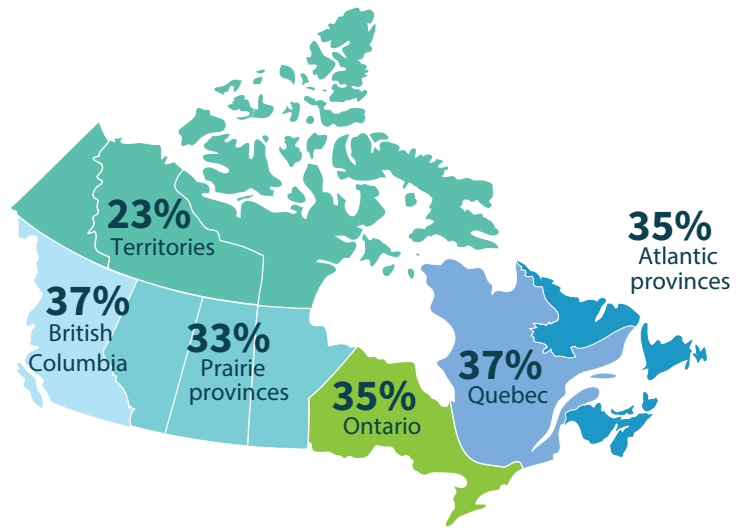 23%
Territories
35%
Atlantic
provinces
37%
British
Columbia
33%
Prairie
provinces
35%
Ontario
37%
Quebec